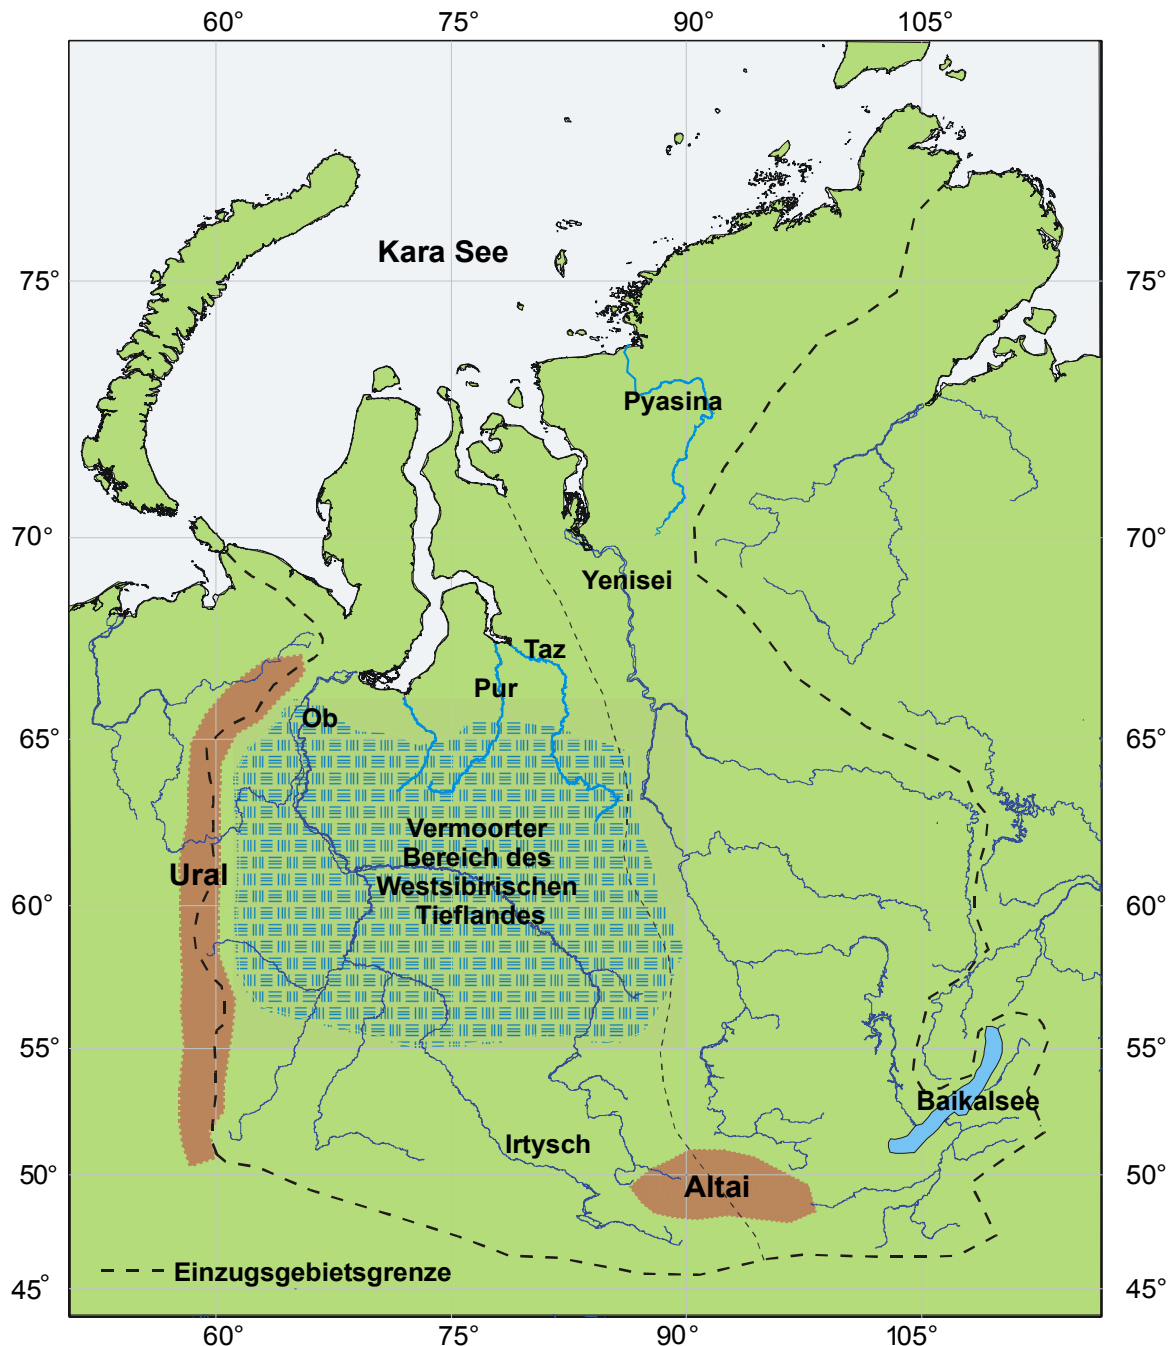 60°
75°
90°
105°
Kara See
75°
75°
Pyasina
70°
70°
Yenisei
Taz
Pur
Ob
65°
65°
Vermoorter
Bereich des
Westsibirischen
Tieflandes
Ural
60°
60°
55°
55°
Baikalsee
Irtysch
50°
50°
Altai
Einzugsgebietsgrenze
45°
45°
60°
75°
90°
105°